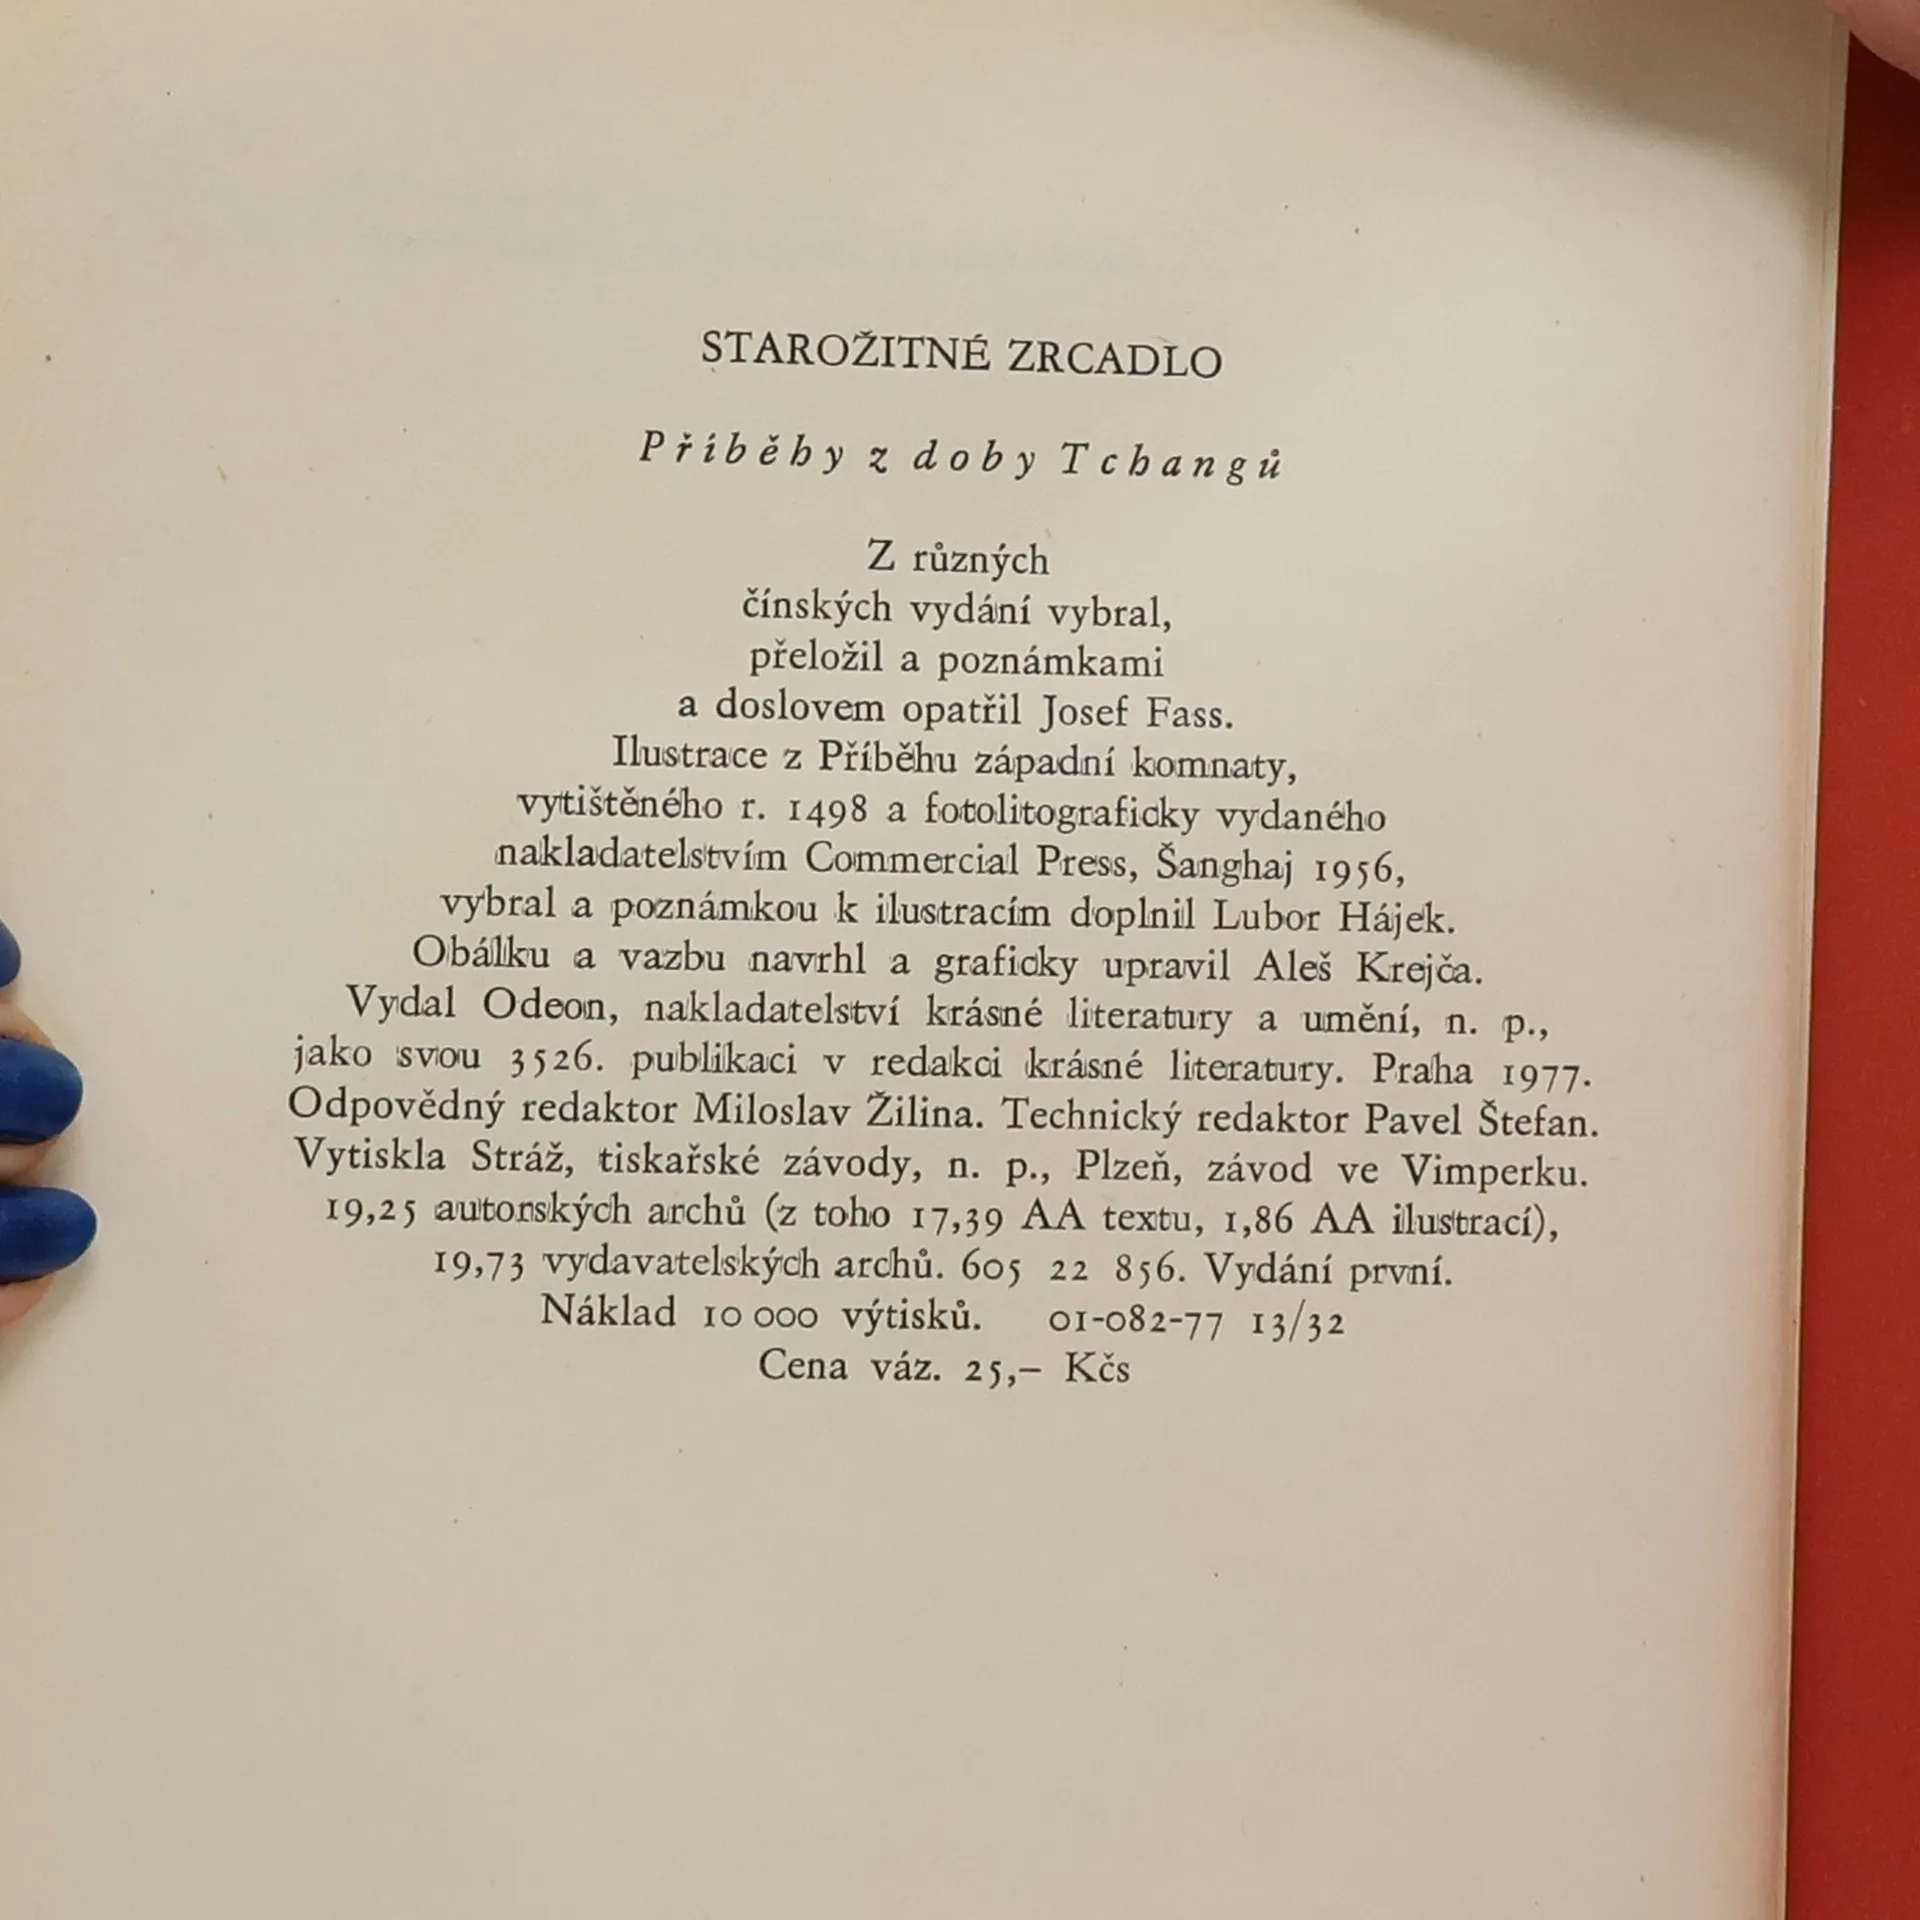 STAROŽITNÉ ZRCADLO
Příběhy z doby Tchangů
Z různých
čínských vydání vybral,
přeložil a poznámkami
a doslovem opatřil Josef Fass.
Ilustrace z Příběhu západní komnaty,
vytištěného r. 1498 a fotolitograficky vydaného
nakladatelstvím Commercial Press, Šanghaj 1956,
vybral a poznámkou k ilustracím doplnil Lubor Hájek.
Obálku a vazbu navrhl a graficky upravil Aleš Krejča.
Vydal Odeon, nakladatelství krásné literatury a umění, n. p.,
jako svou 3526. publikaci v redakci krásné literatury. Praha 1977.
Odpovědný redaktor Miloslav Žilina. Technický redaktor Pavel Štefan.
Vytiskla Stráž, tiskařské závody, n. p., Plzeň, závod ve Vimperku.
19,25 autorských archů (z toho 17,39 AA textu, 1,86 AA ilustrací),
19,73 vydavatelských archů. 605 22 856. Vydání první.
Náklad 10 000 výtisků. 01-082-77 13/32
Cena váz. 25,– Kčs